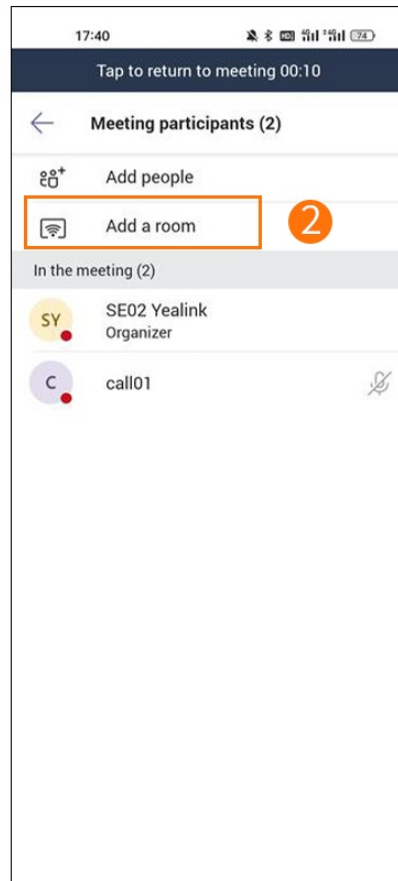 17:40
74
Tap to return to meeting 00:10
Meeting participants (2)
Add people
Add a room
2
In the meeting (2)
SY
SE02 Yealink
Organizer
C
call01